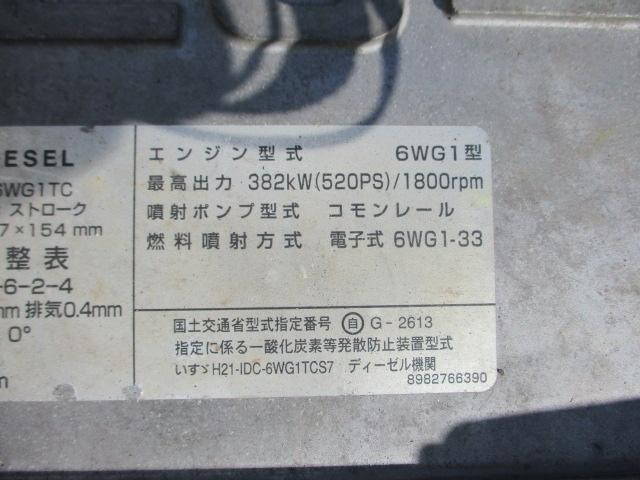 ESEL
6WG1TC
ストローク
7×154 mm
整表
-6-2-4
mm 排気0.4mm
0°
エンジン型式 6WG1型
最高出力 382kW(520PS)/1800rpm
噴射ポンプ型式 コモンレール
燃料噴射方式 電子式 6WG1-33
国土交通省型式指定番号 自 G-2613
指定に係る一酸化炭素等発散防止装置型式
いすゞH21-IDC-6WG1TCS7 ディーゼル機関
8982766390